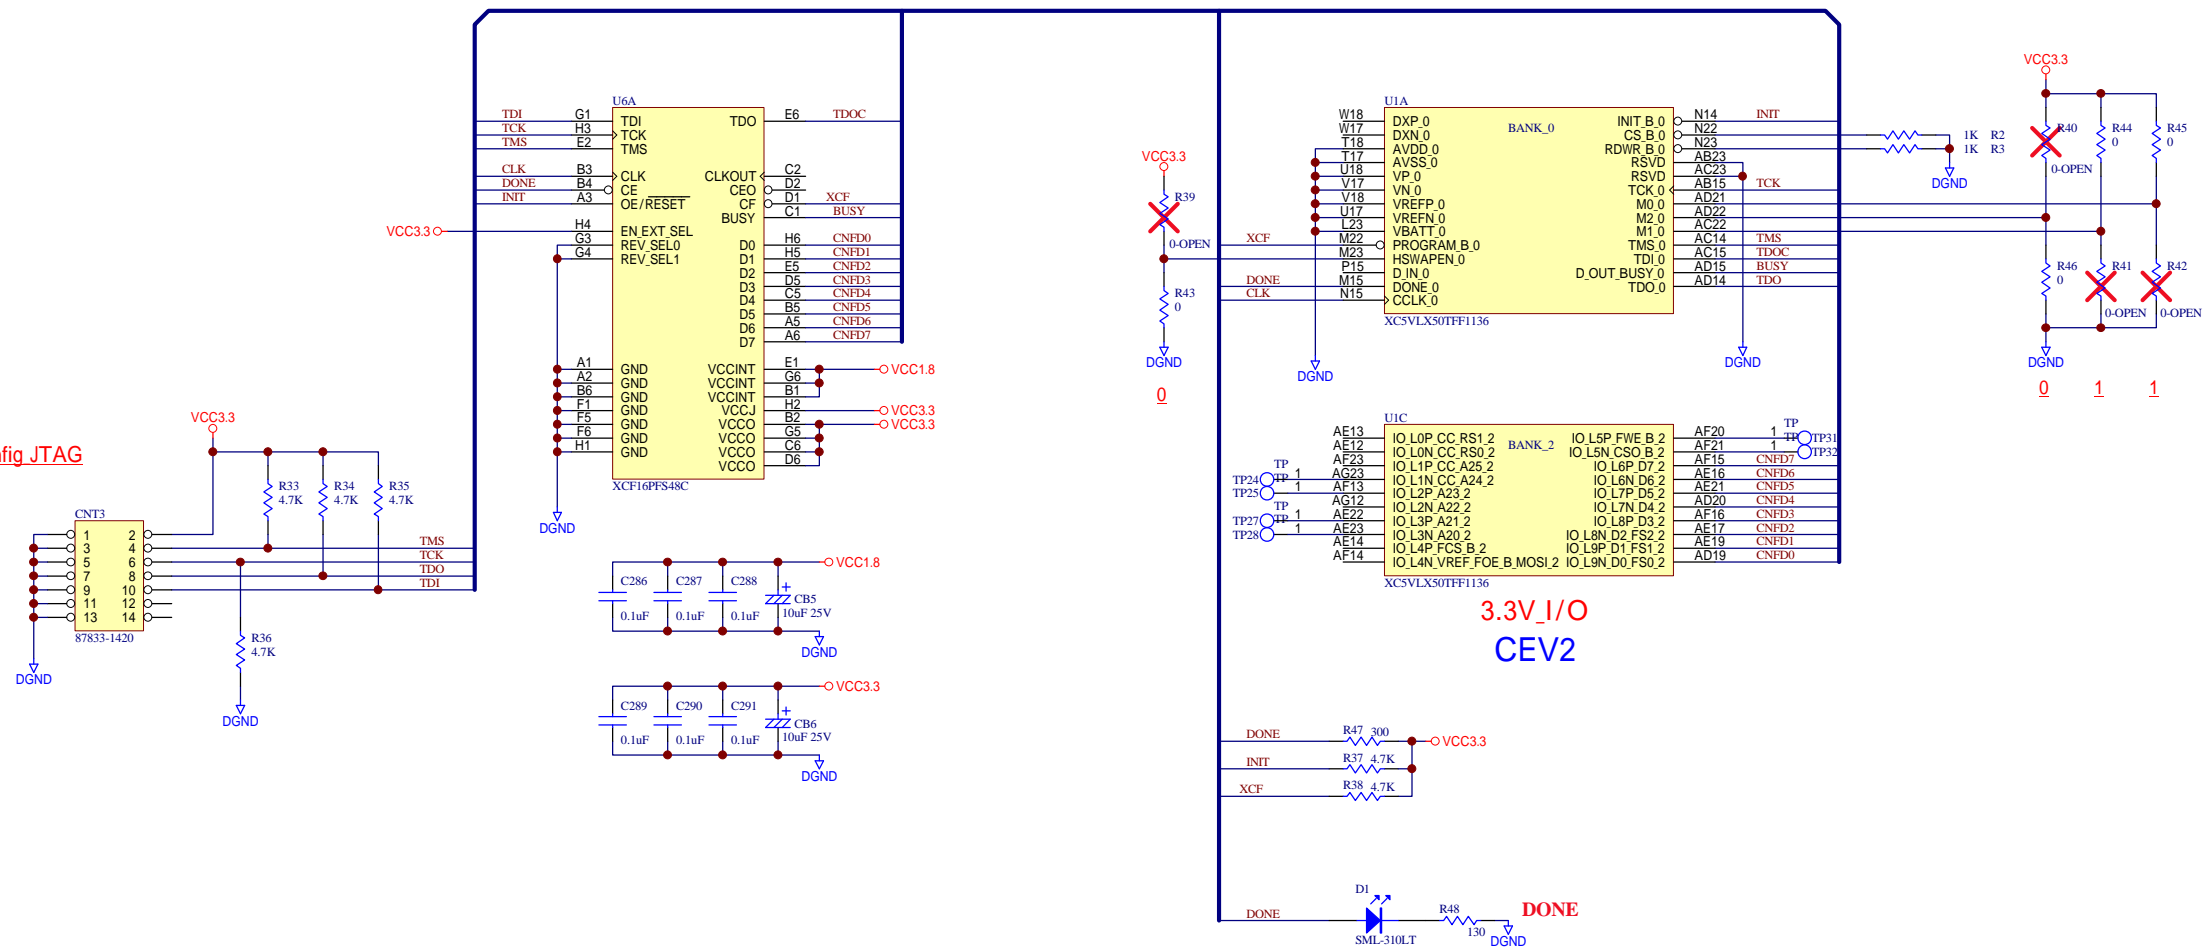 U6A
TDI G1 TDI TDO E6 TDOC
TCK H3 TCK
TMS E2 TMS
CLK B3 CLK CLKOUT C2
DONE B4 CE CEO D2
INIT A3 OE/RESET CF D1 XCF
BUSY C1 BUSY
VCC3.3 H4 EN_EXT_SEL
G3 REV_SEL0 D0 H6 CNFD0
G4 REV_SEL1 D1 H5 CNFD1
D2 E5 CNFD2
D3 D5 CNFD3
D4 C5 CNFD4
D5 B5 CNFD5
D6 A5 CNFD6
D7 A6 CNFD7
A1 GND VCCINT E1 VCC1.8
A2 GND VCCINT G6
B6 GND VCCINT B1
F1 GND VCCJ H2 VCC3.3
F5 GND VCCO B2 VCC3.3
F6 GND VCCO G5
H1 GND VCCO C6
VCCO D6
XCF16PFS48C
DGND
U1A
BANK_0
W18 DXP_0 INIT_B_0 N14 INIT
W17 DXN_0 CS_B_0 N22
T18 AVDD_0 RDWR_B_0 N23
T17 AVSS_0 RSVD AB23
U18 VP_0 RSVD AC23
V17 VN_0 TCK_0 AB15 TCK
V18 VREFP_0 M0_0 AD21
U17 VREFN_0 M2_0 AD22
L23 VBATT_0 M1_0 AC22
XCF M22 PROGRAM_B_0 TMS_0 AC14 TMS
M23 HSWAPEN_0 TDI_0 AC15 TDOC
P15 D_IN_0 D_OUT_BUSY_0 AD15 BUSY
DONE M15 DONE_0 TDO_0 AD14 TDO
CLK N15 CCLK_0
XC5VLX50TFF1136
DGND
DGND
VCC3.3
R39
0-OPEN
R43
0
DGND
0
1K R2
1K R3
DGND
VCC3.3
R40
0-OPEN
R44
0
R45
0
R46
0
R41
0-OPEN
R42
0-OPEN
DGND
0 1 1
U1C
BANK_2
AE13 IO_L0P_CC_RS1_2 IO_L5P_FWE_B_2 AF20 1 TP TP31
AE12 IO_L0N_CC_RS0_2 IO_L5N_CSO_B_2 AF21 1 TP TP32
AF23 IO_L1P_CC_A25_2 IO_L6P_D7_2 AF15 CNFD7
TP24 TP 1 AG23 IO_L1N_CC_A24_2 IO_L6N_D6_2 AE16 CNFD6
TP25 TP 1 AF13 IO_L2P_A23_2 IO_L7P_D5_2 AE21 CNFD5
AG12 IO_L2N_A22_2 IO_L7N_D4_2 AD20 CNFD4
TP27 TP 1 AE22 IO_L3P_A21_2 IO_L8P_D3_2 AF16 CNFD3
TP28 TP 1 AE23 IO_L3N_A20_2 IO_L8N_D2_FS2_2 AE17 CNFD2
AE14 IO_L4P_FCS_B_2 IO_L9P_D1_FS1_2 AE19 CNFD1
AF14 IO_L4N_VREF_FOE_B_MOSI_2 IO_L9N_D0_FS0_2 AD19 CNFD0
XC5VLX50TFF1136
3.3V_I/O
CEV2
JTAG
VCC3.3
R33
4.7K
R34
4.7K
R35
4.7K
CNT3
1 2
3 4 TMS
5 6 TCK
7 8 TDO
9 10 TDI
11 12
13 14
87833-1420
R36
4.7K
DGND
DGND
VCC1.8
C286
0.1uF
C287
0.1uF
C288
0.1uF
+
CB5
10uF 25V
DGND
VCC3.3
C289
0.1uF
C290
0.1uF
C291
0.1uF
+
CB6
10uF 25V
DGND
DONE R47 300 VCC3.3
INIT R37 4.7K
XCF R38 4.7K
DONE D1 R48 DONE
SML-310LT 130 DGND